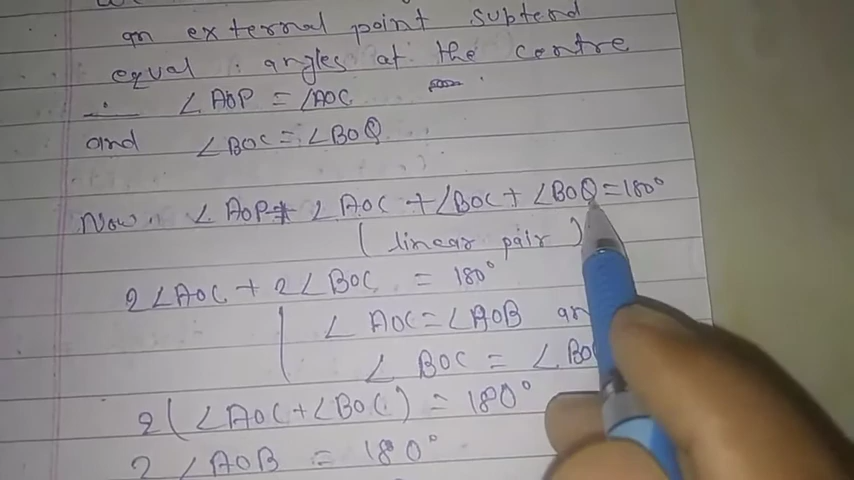 an external point subtend
equal angles at the centre
∴ ∠AOP = ∠AOC
and ∠BOC = ∠BOQ
Now ∠AOP + ∠AOC + ∠BOC + ∠BOQ = 180°
(linear pair)
2∠AOC + 2∠BOC = 180°
∠AOC = ∠AOB an
∠BOC = ∠BO
2(∠AOC + ∠BOC) = 180°
2∠AOB = 180°